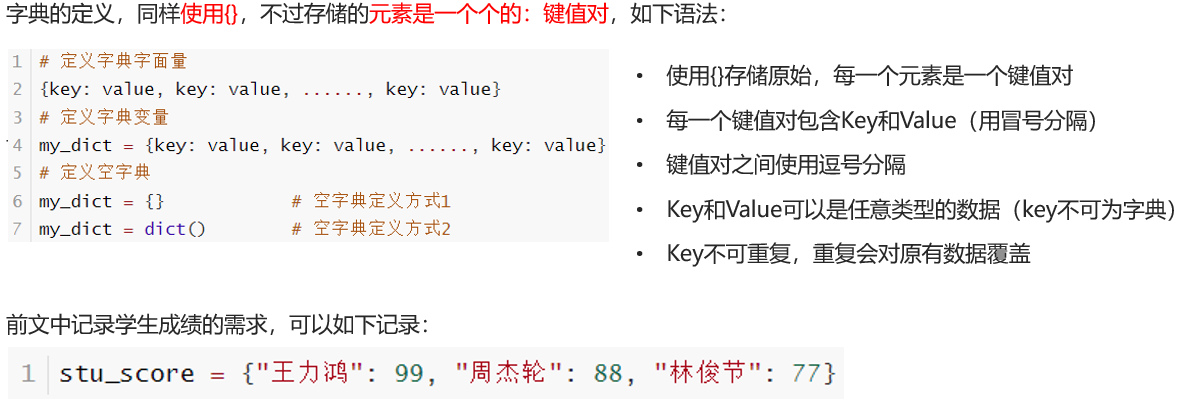 字典的定义，同样使用{}，不过存储的元素是一个个的：键值对，如下语法：
1 # 定义字典字面量
2 {key: value, key: value, ......, key: value}
3 # 定义字典变量
4 my_dict = {key: value, key: value, ......, key: value}
5 # 定义空字典
6 my_dict = {} # 空字典定义方式1
7 my_dict = dict() # 空字典定义方式2
• 使用{}存储原始，每一个元素是一个键值对
• 每一个键值对包含Key和Value（用冒号分隔）
• 键值对之间使用逗号分隔
• Key和Value可以是任意类型的数据（key不可为字典）
• Key不可重复，重复会对原有数据覆盖
前文中记录学生成绩的需求，可以如下记录：
1 stu_score = {"王力鸿": 99, "周杰轮": 88, "林俊节": 77}